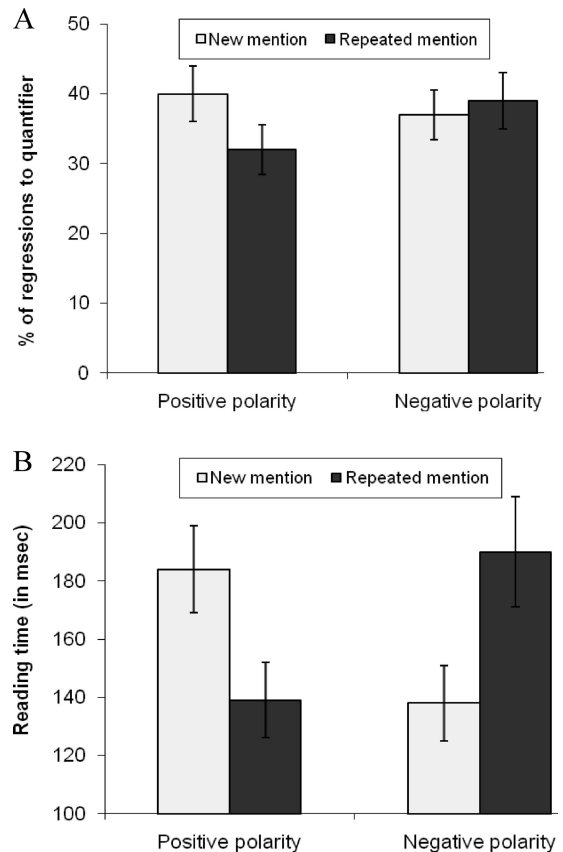 A
50
New mention Repeated mention
40
30
20
10
0
% of regressions to quantifier
Positive polarity Negative polarity
B
220
New mention Repeated mention
200
180
160
140
120
100
Reading time (in msec)
Positive polarity Negative polarity